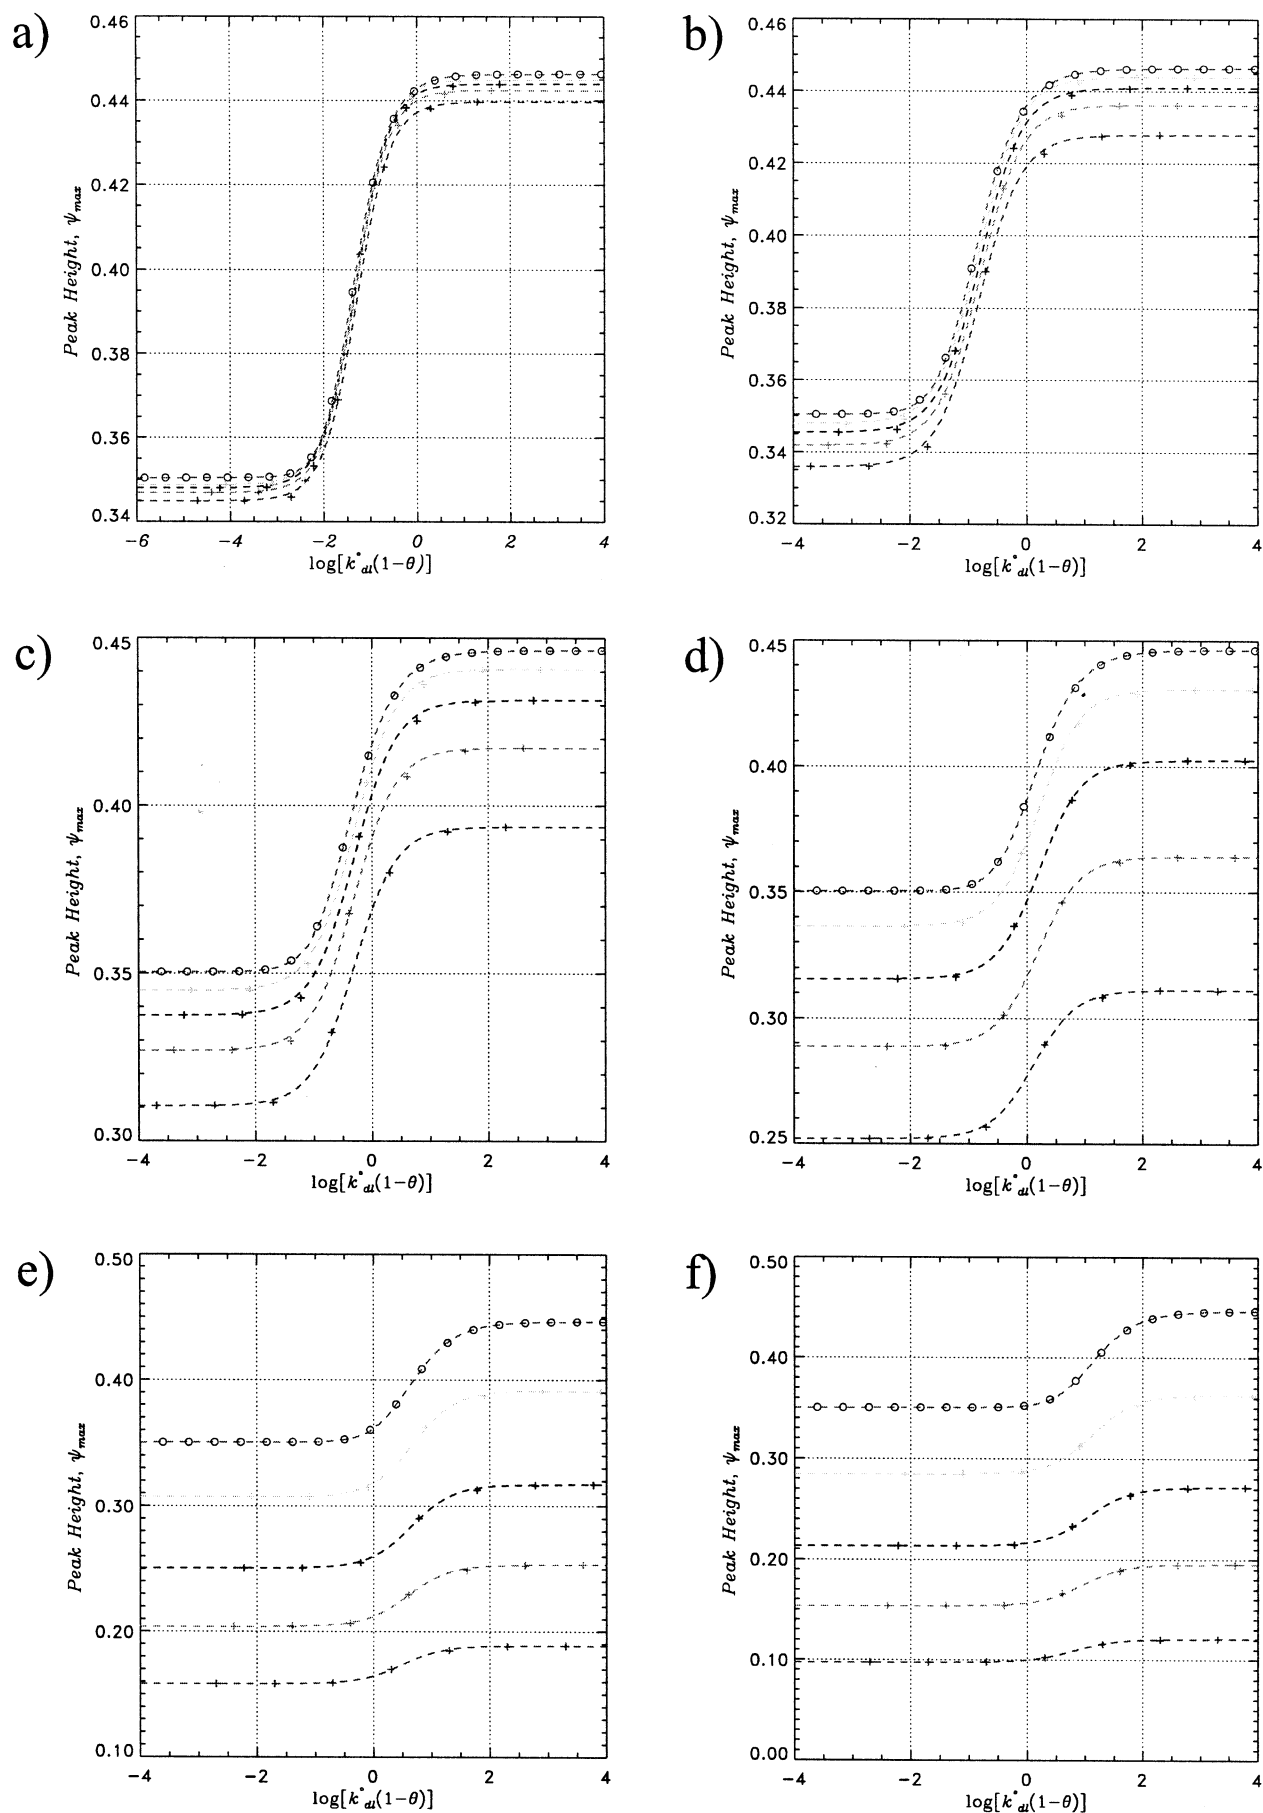 a)
0.46
0.44
0.42
0.40
0.38
0.36
0.34
Peak Height, ψmax
−6 −4 −2 0 2 4
log[k°dl(1−θ)]
b)
0.46
0.44
0.42
0.40
0.38
0.36
0.34
0.32
Peak Height, ψmax
−4 −2 0 2 4
log[k°dl(1−θ)]
c)
0.45
0.40
0.35
0.30
Peak Height, ψmax
−4 −2 0 2 4
log[k°dl(1−θ)]
d)
0.45
0.40
0.35
0.30
0.25
Peak Height, ψmax
−4 −2 0 2 4
log[k°dl(1−θ)]
e)
0.50
0.40
0.30
0.20
0.10
Peak Height, ψmax
−4 −2 0 2 4
log[k°dl(1−θ)]
f)
0.50
0.40
0.30
0.20
0.10
0.00
Peak Height, ψmax
−4 −2 0 2 4
log[k°dl(1−θ)]